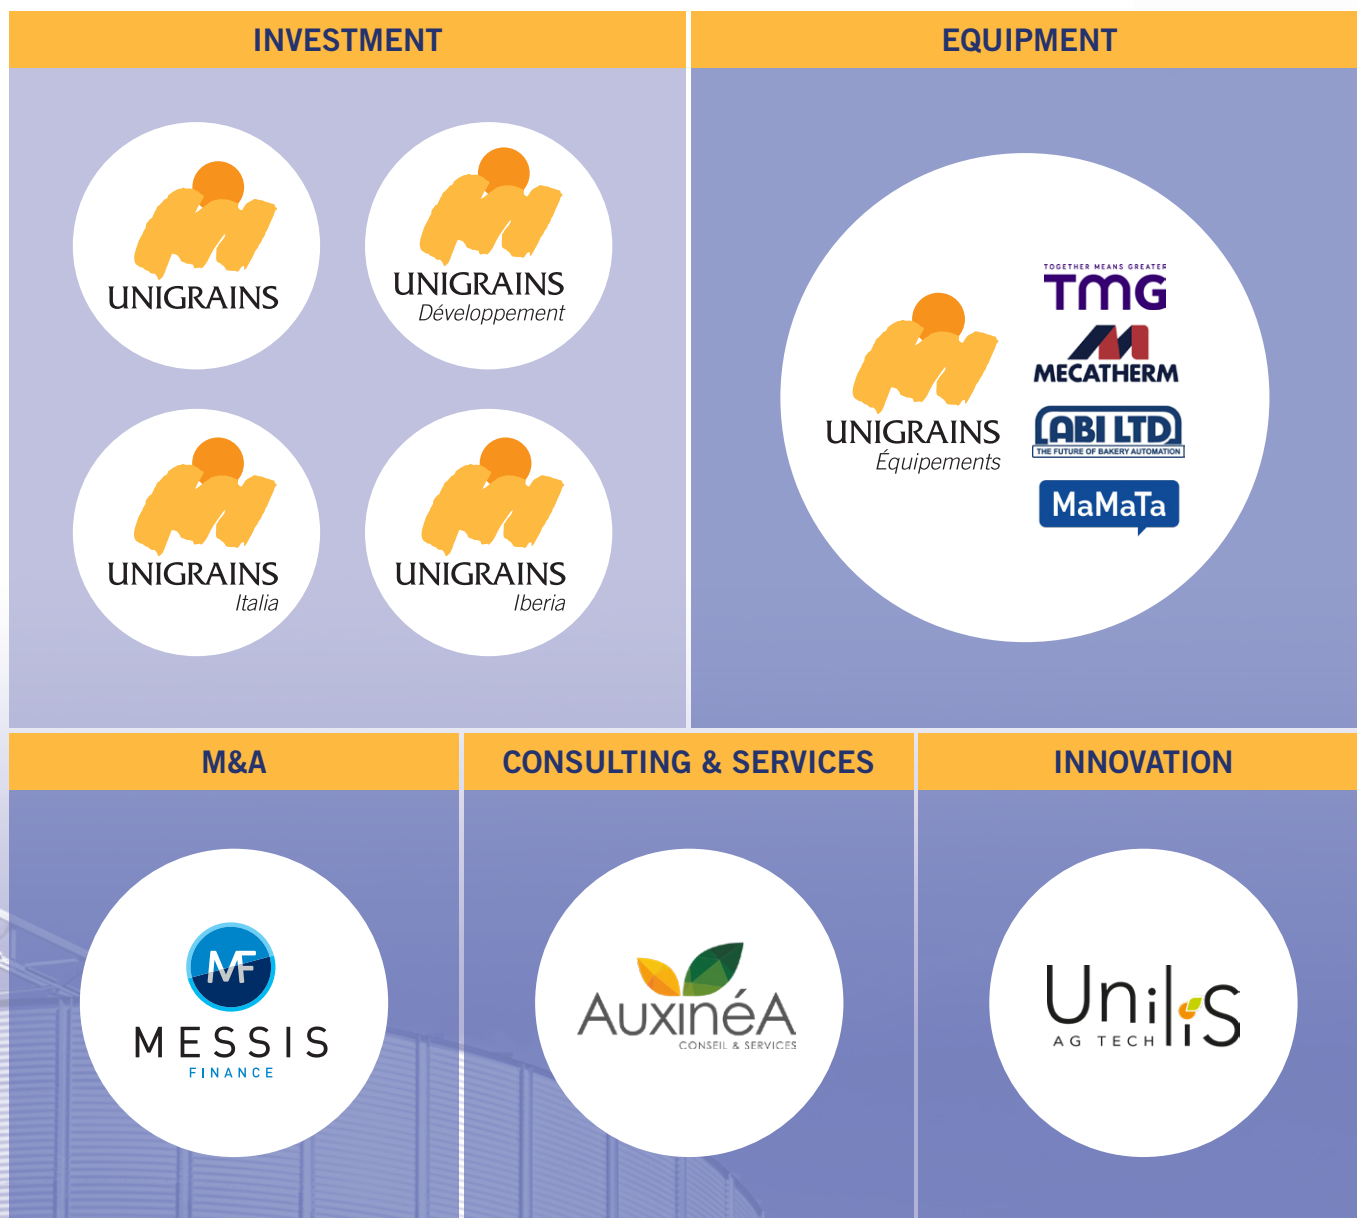 INVESTMENT
EQUIPMENT
UNIGRAINS
UNIGRAINS
Développement
UNIGRAINS
Italia
UNIGRAINS
Iberia
UNIGRAINS
Équipements
TOGETHER MEANS GREATER
TMG
MECATHERM
ABI LTD.
THE FUTURE OF BAKERY AUTOMATION
MaMaTa
M&A
CONSULTING & SERVICES
INNOVATION
MF
MESSIS
FINANCE
AUXINéA
CONSEIL & SERVICES
UniliS
AG TECH